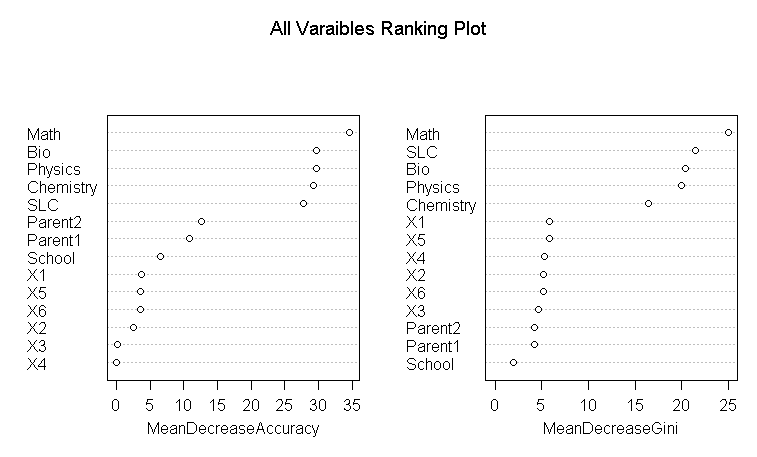 All Varaibles Ranking Plot
Math
Bio
Physics
Chemistry
SLC
Parent2
Parent1
School
X1
X5
X6
X2
X3
X4
0 5 10 15 20 25 30 35
MeanDecreaseAccuracy
Math
SLC
Bio
Physics
Chemistry
X1
X5
X4
X2
X6
X3
Parent2
Parent1
School
0 5 10 15 20 25
MeanDecreaseGini